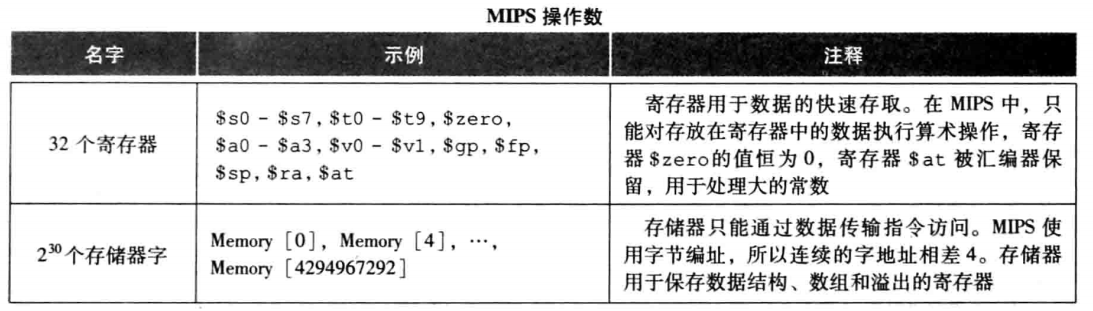 MIPS 操作数
名字 示例 注释
32 个寄存器
$s0 - $s7, $t0 - $t9, $zero,
$a0 - $a3, $v0 - $v1, $gp, $fp,
$sp, $ra, $at
寄存器用于数据的快速存取。在 MIPS 中，只
能对存放在寄存器中的数据执行算术操作，寄存
器 $zero的值恒为 0，寄存器 $at 被汇编器保
留，用于处理大的常数
2³⁰个存储器字
Memory [0], Memory [4], …,
Memory [4294967292]
存储器只能通过数据传输指令访问。MIPS 使
用字节编址，所以连续的字地址相差 4。存储器
用于保存数据结构、数组和溢出的寄存器